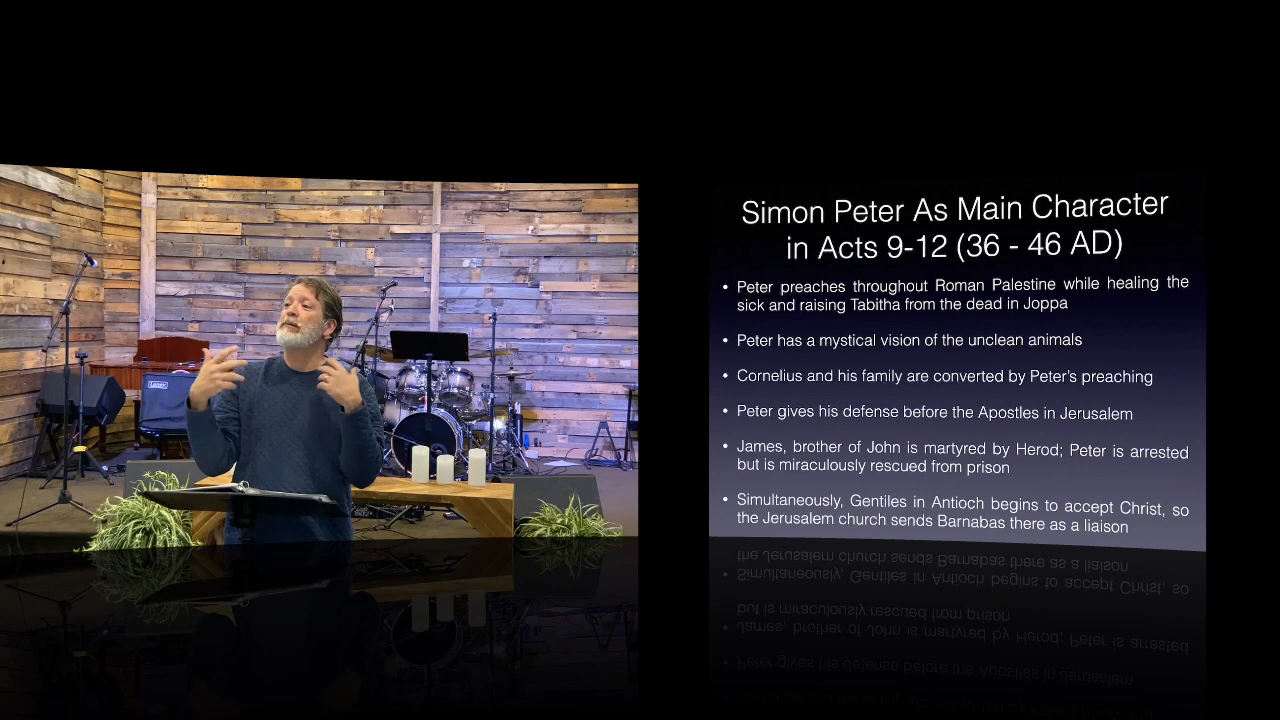 Simon Peter As Main Character
in Acts 9-12 (36 - 46 AD)
• Peter preaches throughout Roman Palestine while healing the
sick and raising Tabitha from the dead in Joppa
• Peter has a mystical vision of the unclean animals
• Cornelius and his family are converted by Peter's preaching
• Peter gives his defense before the Apostles in Jerusalem
• James, brother of John is martyred by Herod; Peter is arrested
but is miraculously rescued from prison
• Simultaneously, Gentiles in Antioch begins to accept Christ, so
the Jerusalem church sends Barnabas there as a liaison
Laney